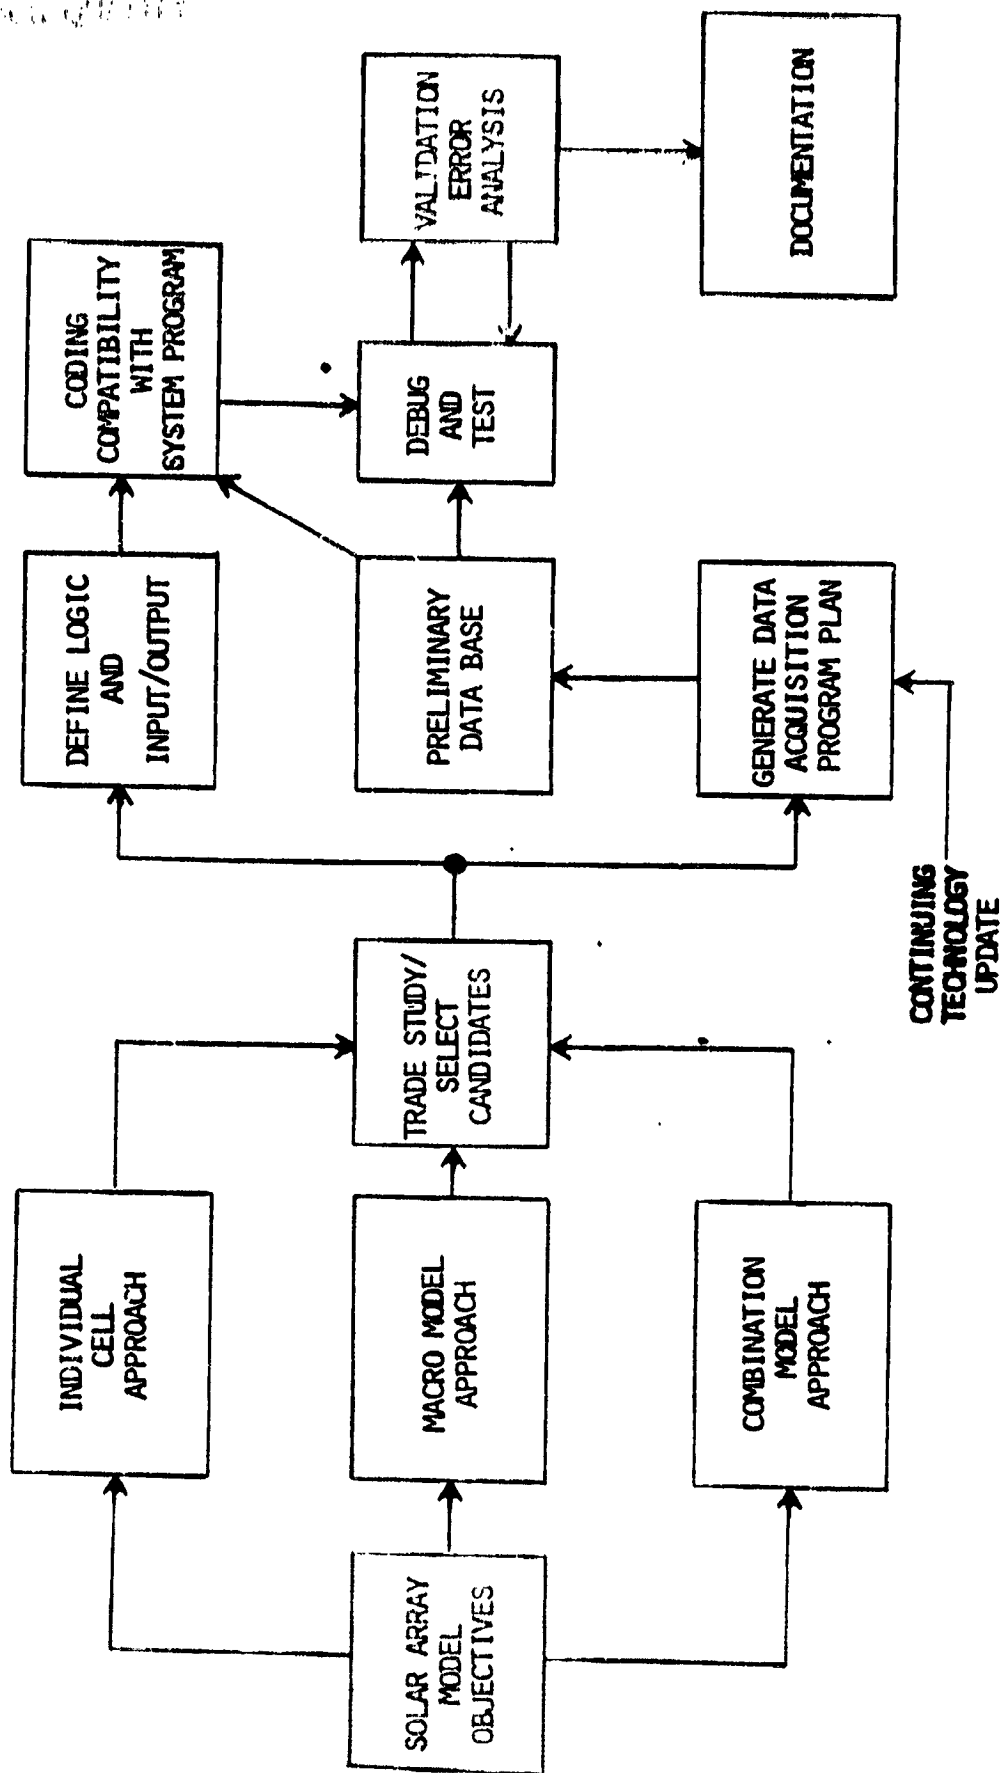 SOLAR ARRAY
MODEL
OBJECTIVES
INDIVIDUAL
CELL
APPROACH
MACRO MODEL
APPROACH
COMBINATION
MODEL
APPROACH
TRADE STUDY/
SELECT
CANDIDATES
DEFINE LOGIC
AND
INPUT/OUTPUT
PRELIMINARY
DATA BASE
GENERATE DATA
ACQUISITION
PROGRAM PLAN
CONTINUING
TECHNOLOGY
UPDATE
CODING
COMPATIBILITY
WITH
SYSTEM PROGRAM
DEBUG
AND
TEST
VALIDATION
ERROR
ANALYSIS
DOCUMENTATION